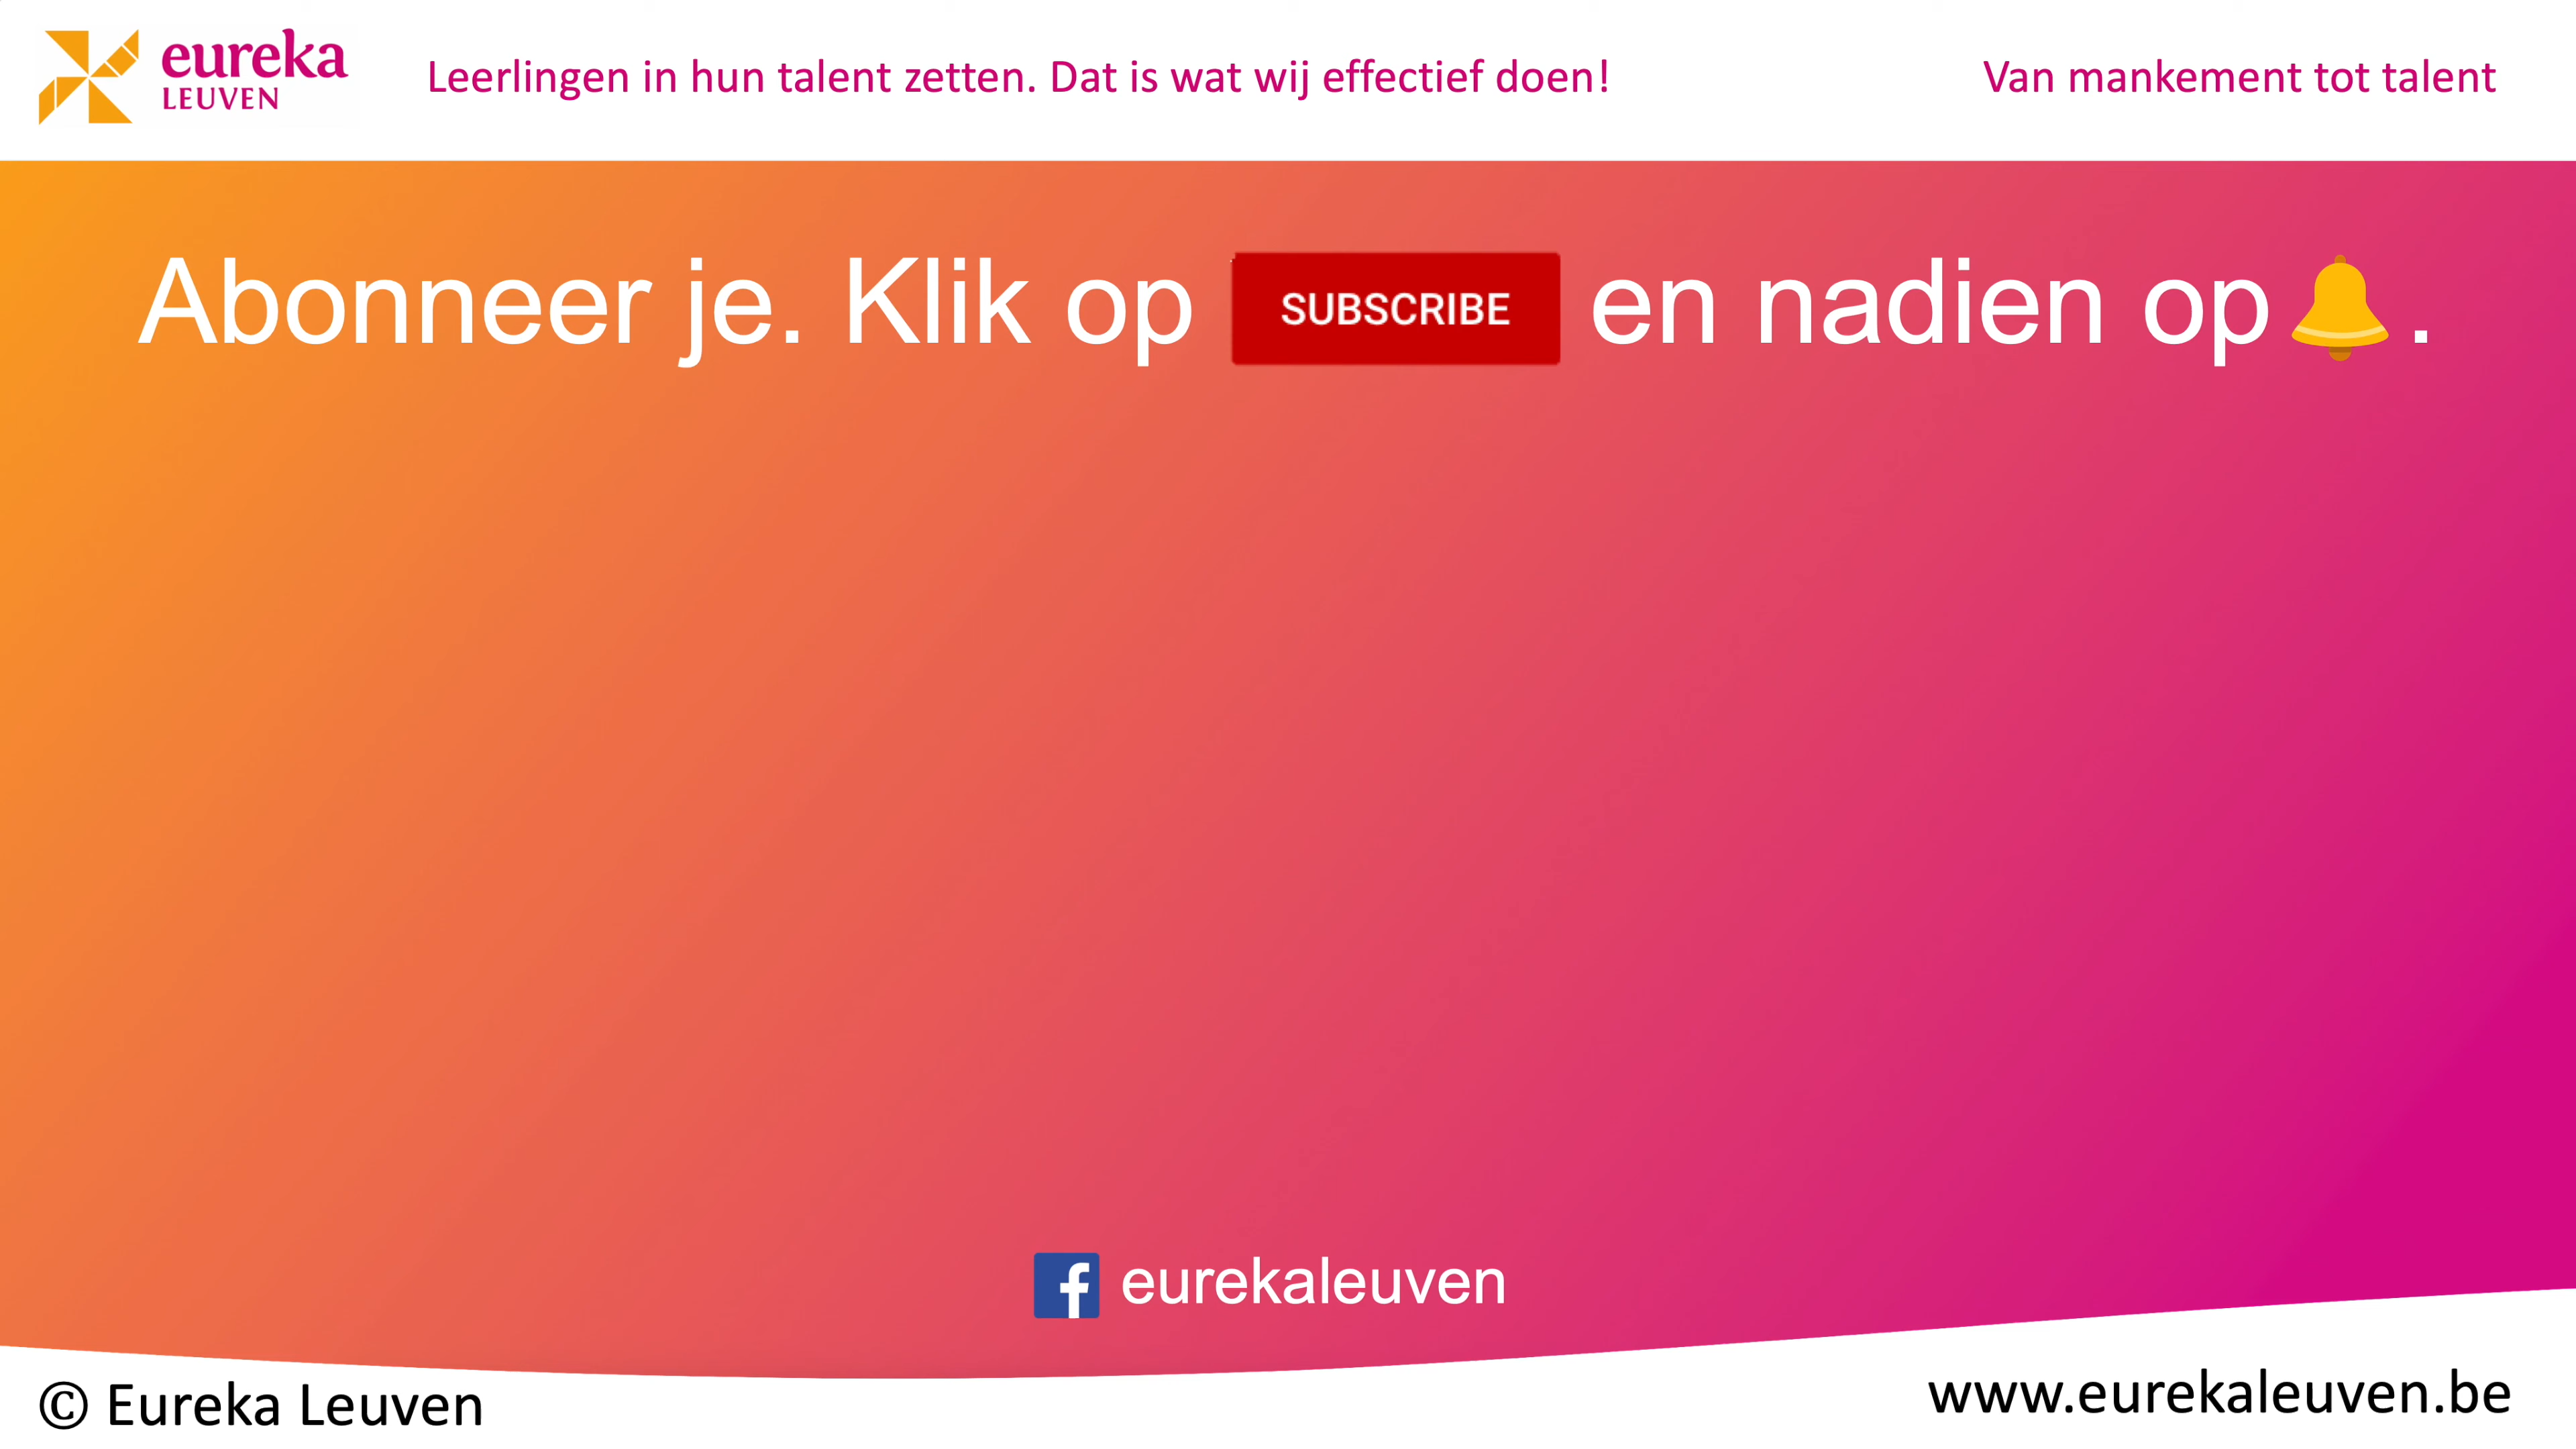 eureka
LEUVEN
Leerlingen in hun talent zetten. Dat is wat wij effectief doen!
Van mankement tot talent
Abonneer je. Klik op SUBSCRIBE en nadien op .
eurekaleuven
© Eureka Leuven
www.eurekaleuven.be